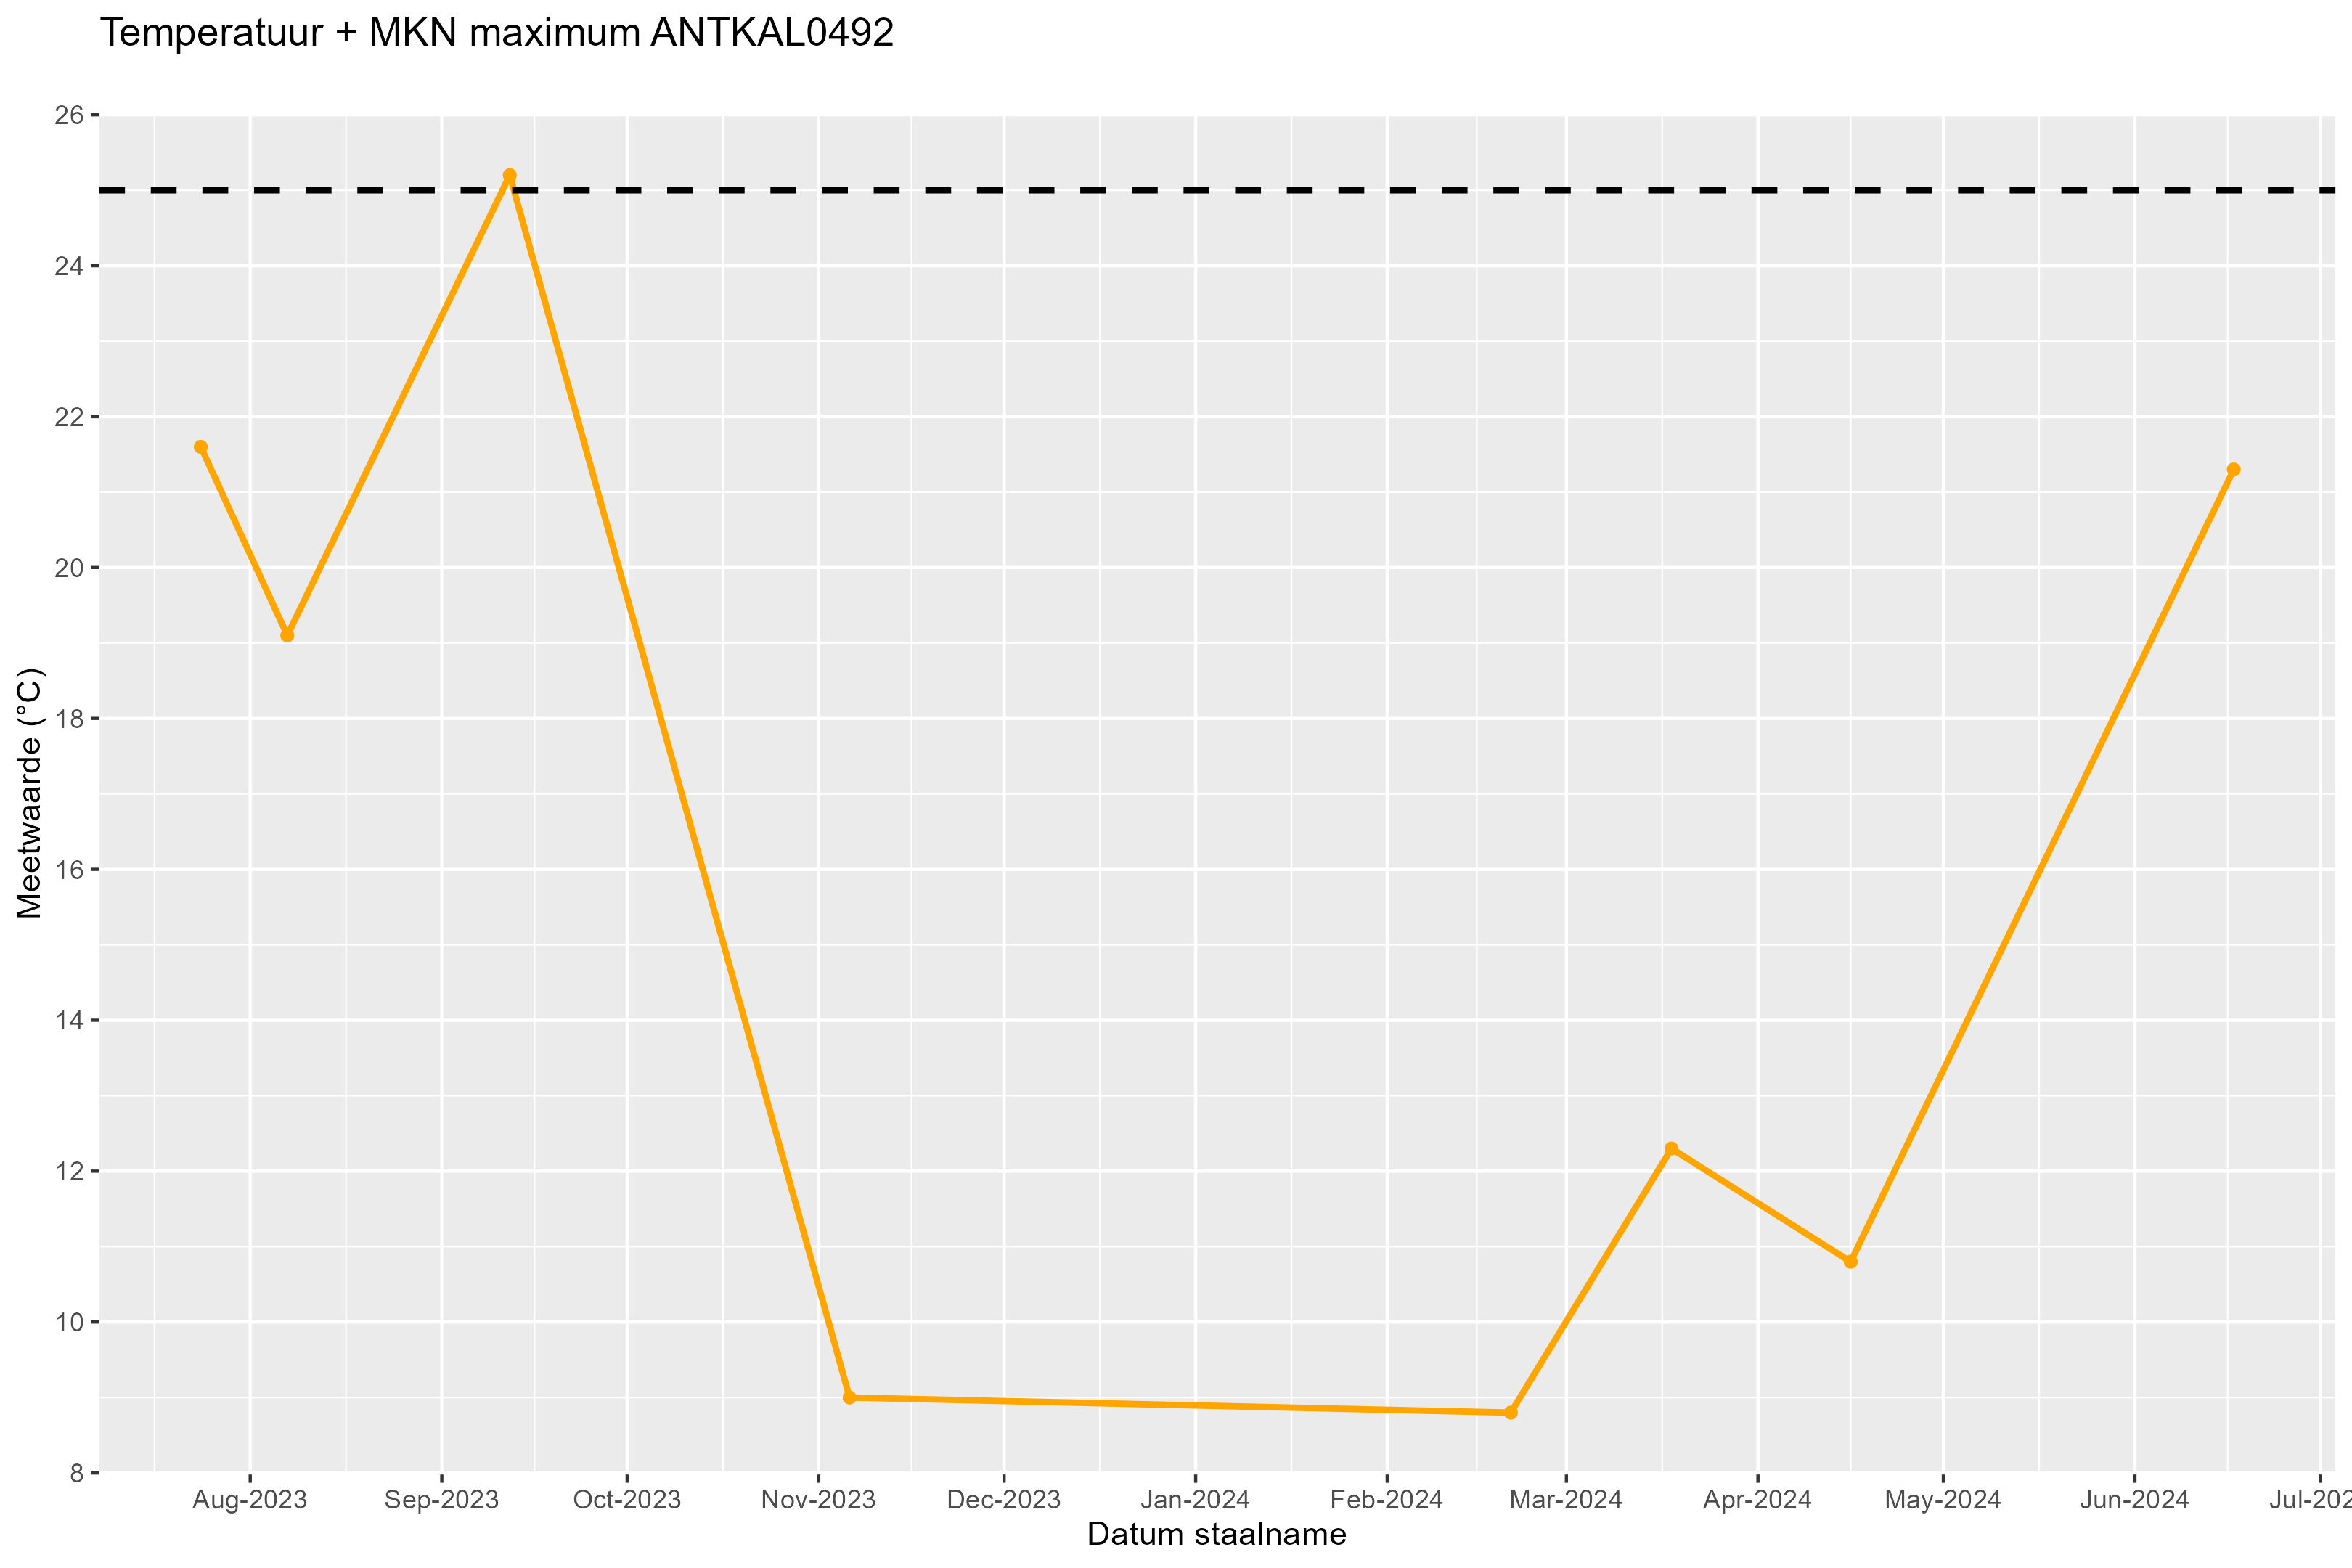 Temperatuur + MKN maximum ANTKAL0492
26
24
22
20
18
16
14
12
10
8
Meetwaarde (°C)
Aug-2023 Sep-2023 Oct-2023 Nov-2023 Dec-2023 Jan-2024 Feb-2024 Mar-2024 Apr-2024 May-2024 Jun-2024 Jul-202
Datum staalname